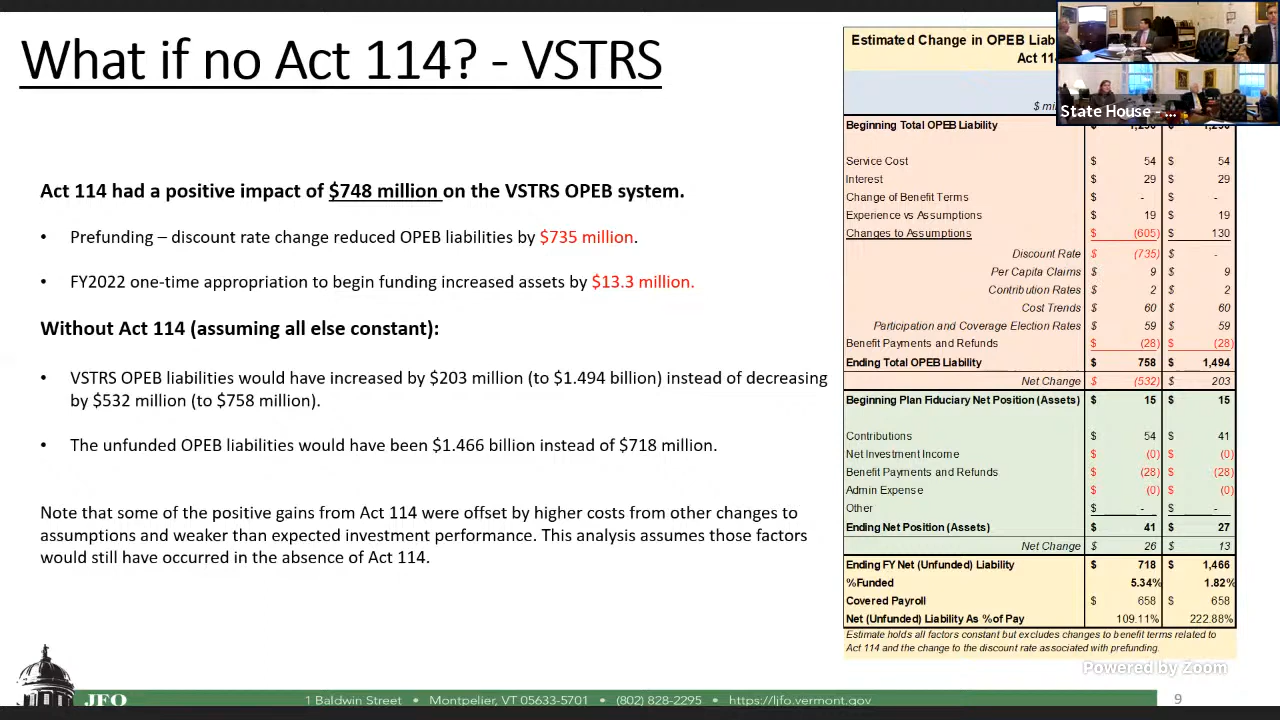 What if no Act 114? - VSTRS
Act 114 had a positive impact of $748 million on the VSTRS OPEB system.
• Prefunding – discount rate change reduced OPEB liabilities by $735 million.
• FY2022 one-time appropriation to begin funding increased assets by $13.3 million.
Without Act 114 (assuming all else constant):
• VSTRS OPEB liabilities would have increased by $203 million (to $1.494 billion) instead of decreasing
by $532 million (to $758 million).
• The unfunded OPEB liabilities would have been $1.466 billion instead of $718 million.
Note that some of the positive gains from Act 114 were offset by higher costs from other changes to
assumptions and weaker than expected investment performance. This analysis assumes those factors
would still have occurred in the absence of Act 114.
Estimated Change in OPEB
Act
State House - ...
Beginning Total OPEB Liability $ $
Service Cost $ 54 $ 54
Interest $ 29 $ 29
Change of Benefit Terms $ - $ -
Experience vs Assumptions $ 19 $ 19
Changes to Assumptions $ (605) $ 130
Discount Rate $ (735) $ -
Per Capita Claims $ 9 $ 9
Contribution Rates $ 2 $ 2
Cost Trends $ 60 $ 60
Participation and Coverage Election Rates $ 59 $ 59
Benefit Payments and Refunds $ (28) $ (28)
Ending Total OPEB Liability $ 758 $ 1,494
Net Change $ (532) $ 203
Beginning Plan Fiduciary Net Position (Assets) $ 15 $ 15
Contributions $ 54 $ 41
Net Investment Income $ (0) $ (0)
Benefit Payments and Refunds $ (28) $ (28)
Admin Expense $ (0) $ (0)
Other $ - $ -
Ending Net Position (Assets) $ 41 $ 27
Net Change $ 26 $ 13
Ending FY Net (Unfunded) Liability $ 718 $ 1,466
%Funded 5.34% 1.82%
Covered Payroll $ 658 $ 658
Net (Unfunded) Liability As %of Pay 109.11% 222.88%
Estimate holds all factors constant but excludes changes to benefit terms related to
Act 114 and the change to the discount rate associated with prefunding.
Powered by Zoom
JFO
1 Baldwin Street • Montpelier, VT 05633-5701 • (802) 828-2295 • https://ljfo.vermont.gov
9